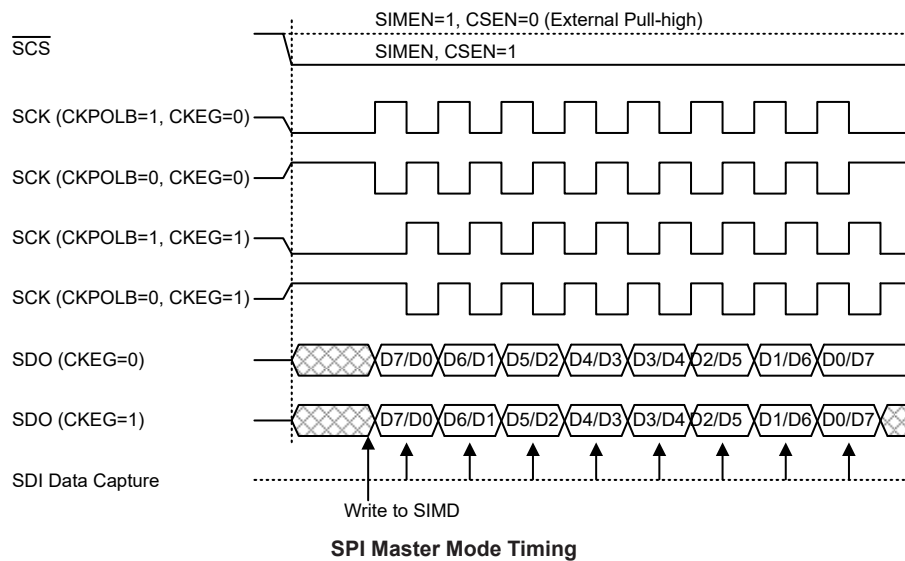 SIMEN=1, CSEN=0 (External Pull-high)
SCS
SIMEN, CSEN=1
SCK (CKPOLB=1, CKEG=0)
SCK (CKPOLB=0, CKEG=0)
SCK (CKPOLB=1, CKEG=1)
SCK (CKPOLB=0, CKEG=1)
SDO (CKEG=0) D7/D0 D6/D1 D5/D2 D4/D3 D3/D4 D2/D5 D1/D6 D0/D7
SDO (CKEG=1) D7/D0 D6/D1 D5/D2 D4/D3 D3/D4 D2/D5 D1/D6 D0/D7
SDI Data Capture
Write to SIMD
SPI Master Mode Timing